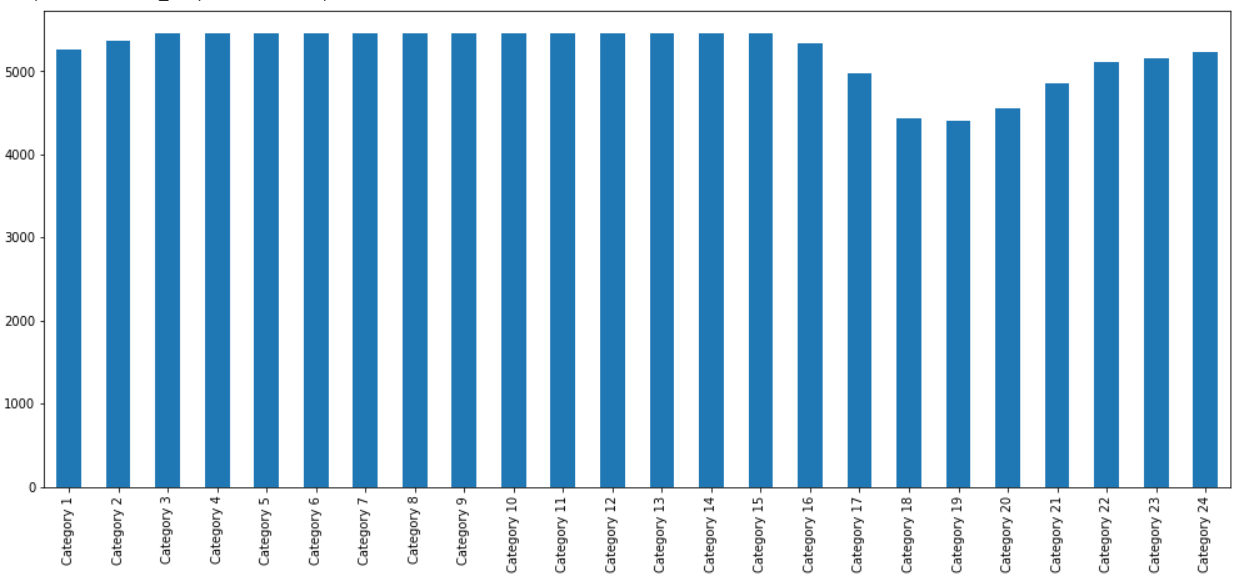 5000
4000
3000
2000
1000
0
Category 1
Category 2
Category 3
Category 4
Category 5
Category 6
Category 7
Category 8
Category 9
Category 10
Category 11
Category 12
Category 13
Category 14
Category 15
Category 16
Category 17
Category 18
Category 19
Category 20
Category 21
Category 22
Category 23
Category 24